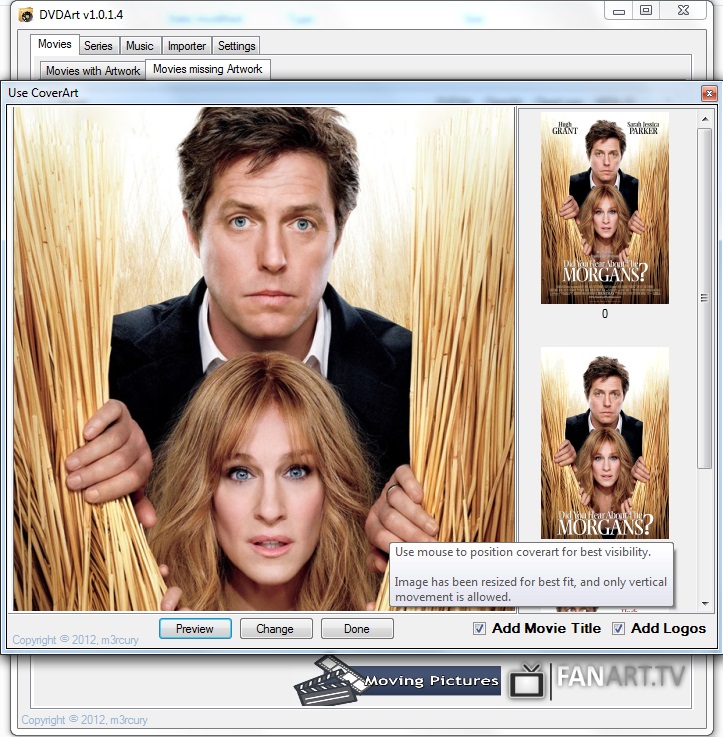 DVDArt v1.0.1.4
Movies Series Music Importer Settings
Movies with Artwork Movies missing Artwork
Use CoverArt
Hugh GRANT
Sarah Jessica PARKER
Did You Hear About The
MORGANS?
0
Did You Hear About The
MORGANS?
Use mouse to position coverart for best visibility.
Image has been resized for best fit, and only vertical
movement is allowed.
Hugh
Preview Change Done
Add Movie Title Add Logos
Copyright © 2012, m3rcury
Moving Pictures
FANART.TV
Copyright © 2012, m3rcury